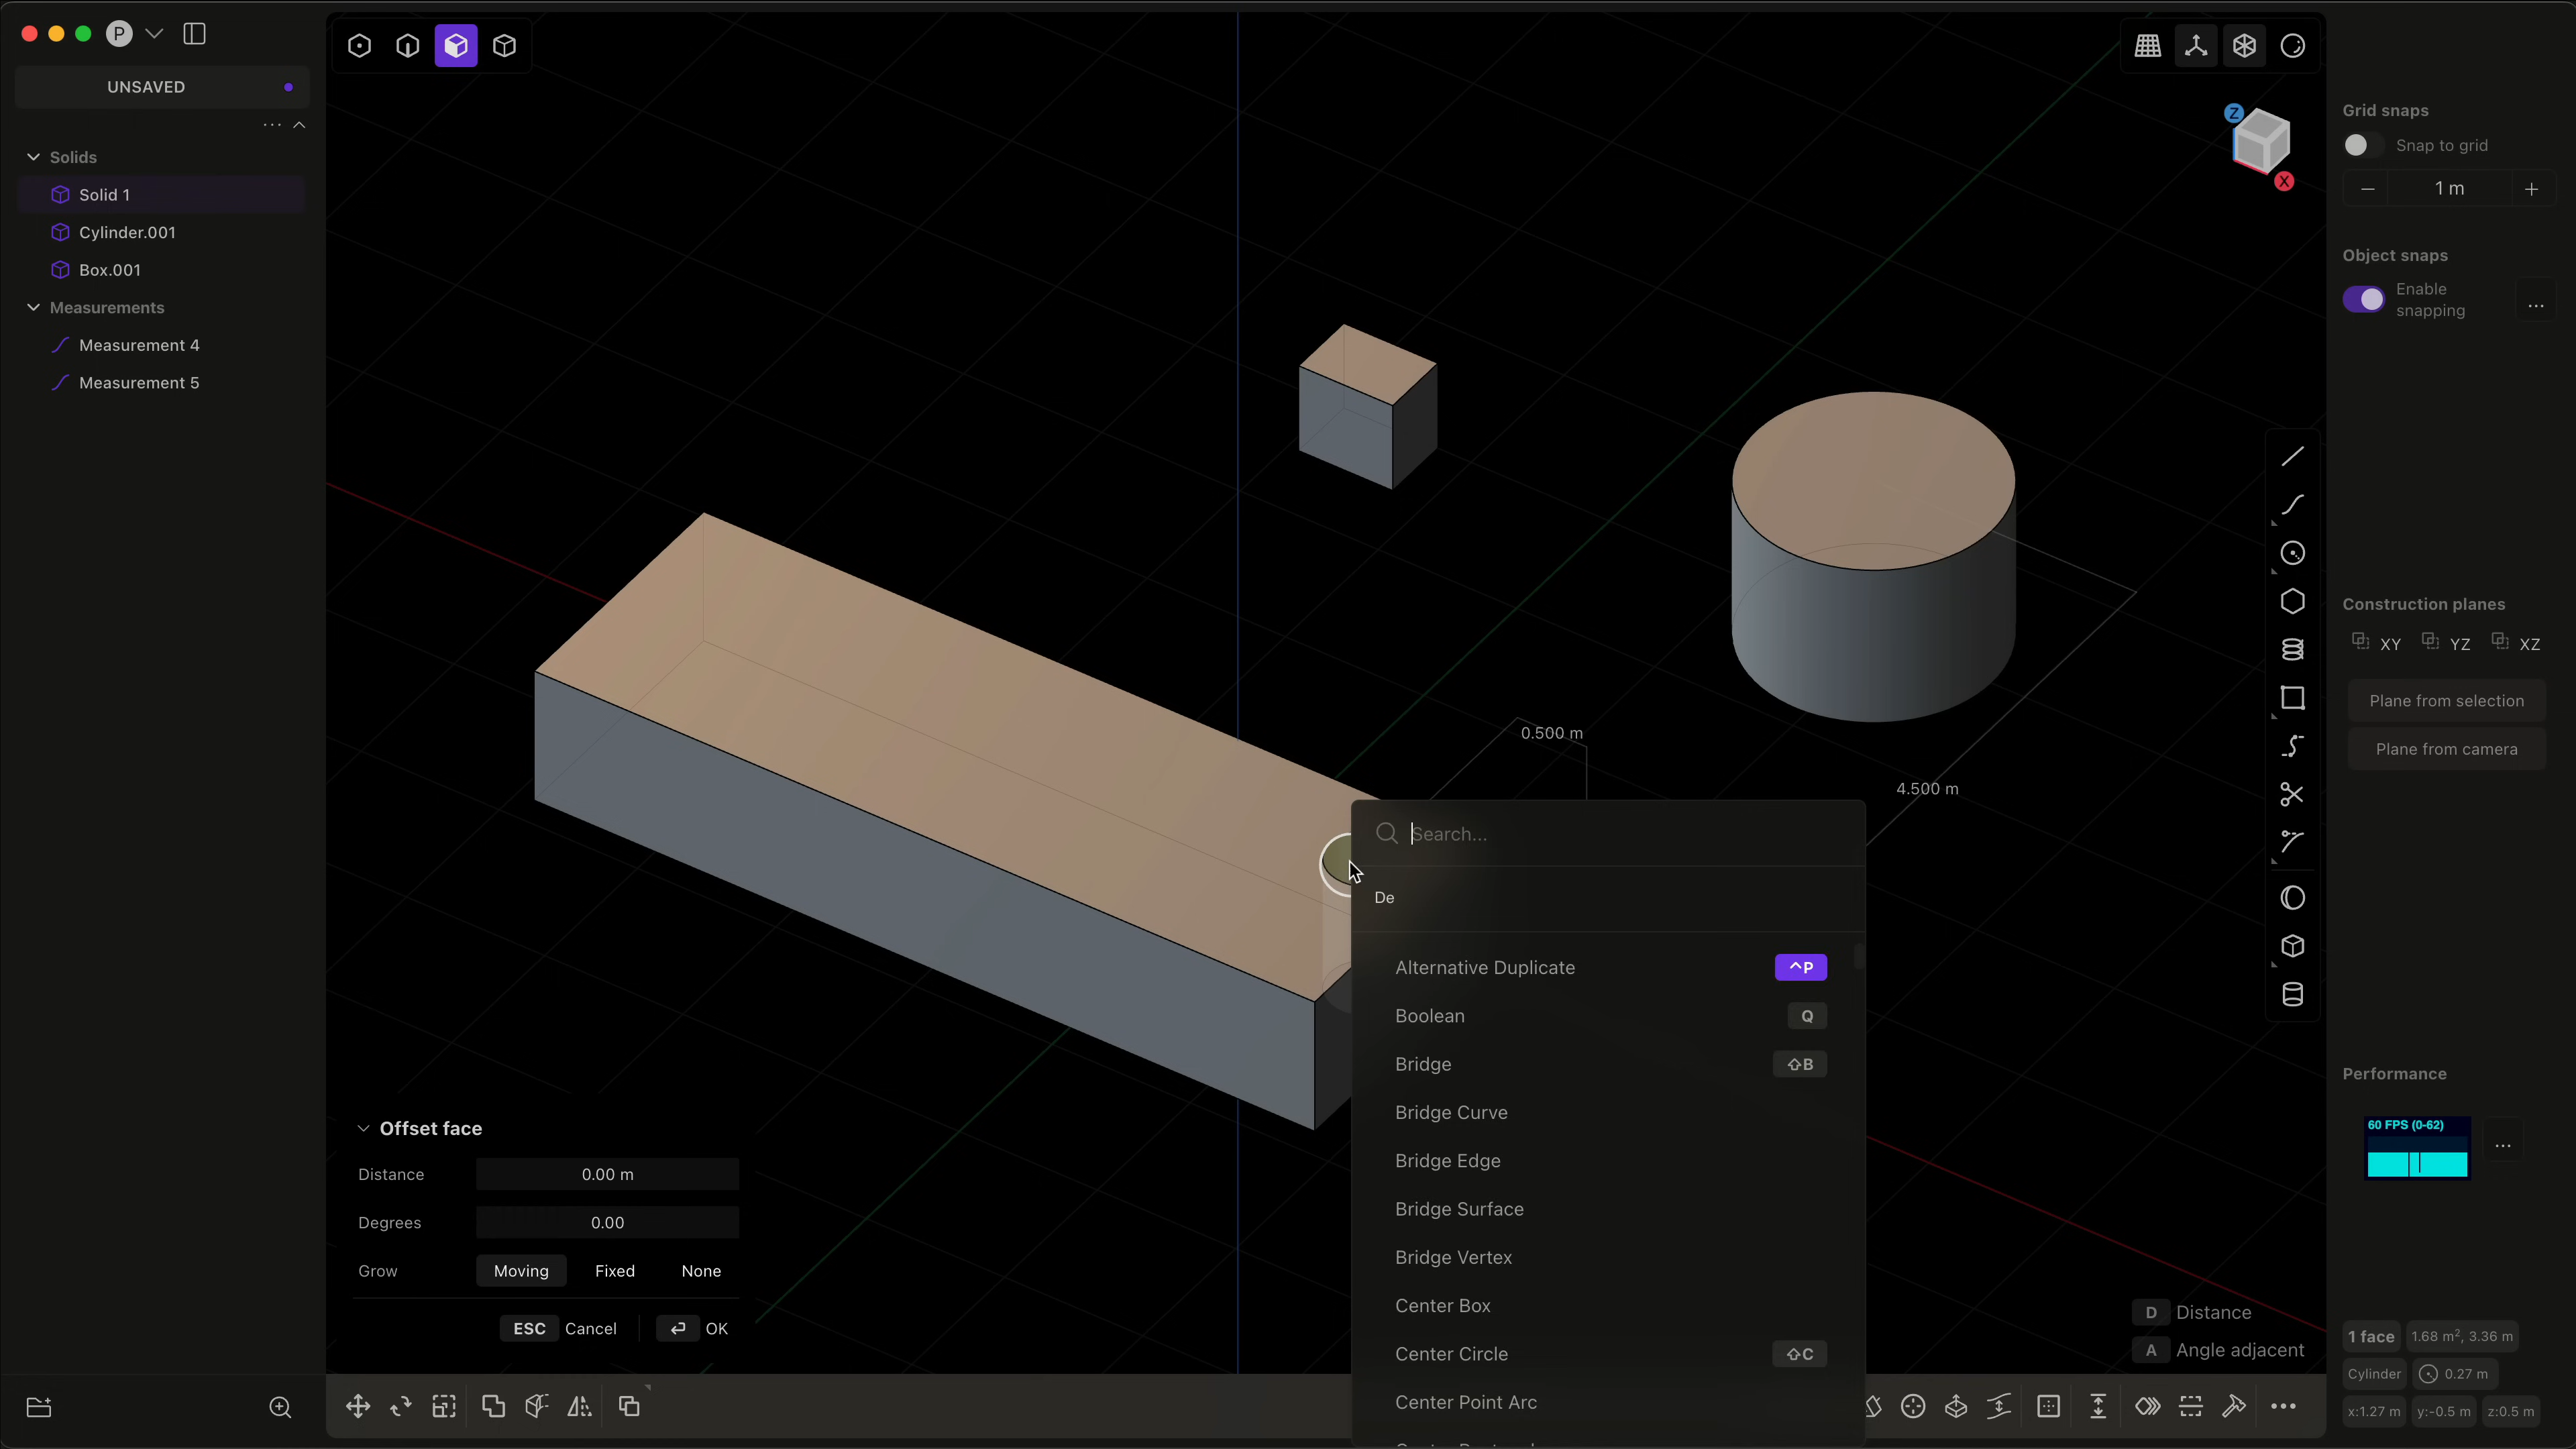 P
UNSAVED
Solids
Solid 1
Cylinder.001
Box.001
Measurements
Measurement 4
Measurement 5
Z
X
0.500 m
4.500 m
Search...
De
Alternative Duplicate ^P
Boolean Q
Bridge ⇧B
Bridge Curve
Bridge Edge
Bridge Surface
Bridge Vertex
Center Box
Center Circle ⇧C
Center Point Arc
Offset face
Distance 0.00 m
Degrees 0.00
Grow Moving Fixed None
ESC Cancel ↵ OK
D Distance
A Angle adjacent
Grid snaps
Snap to grid
— 1 m +
Object snaps
Enable
snapping
...
Construction planes
XY YZ XZ
Plane from selection
Plane from camera
Performance
60 FPS (0-62)
...
1 face 1.68 m², 3.36 m
Cylinder 0.27 m
x:1.27 m y:-0.5 m z:0.5 m